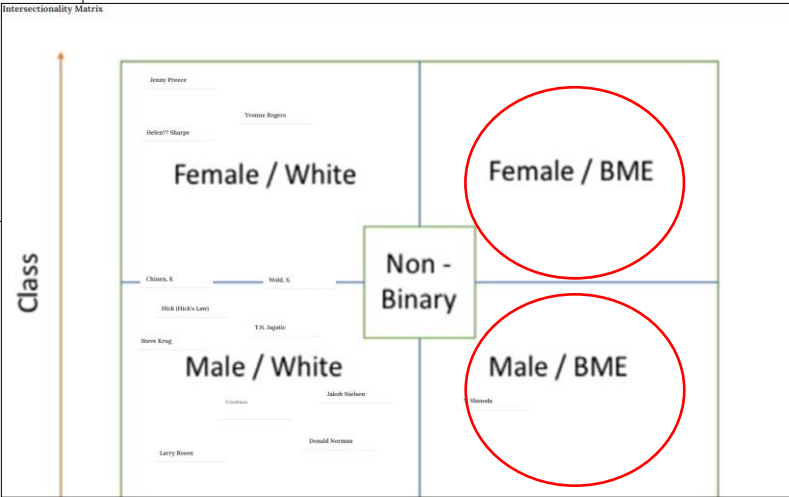 Intersectionality Matrix
Jenny Preece
Yvonne Rogers
Helen?? Sharpe
Female / White
Female / BME
Class
Non -
Binary
Chinen, K
Wold, S.
Hick (Hick's Law)
T.N. Jagatic
Steve Krug
Male / White
Male / BME
Jakob Nielsen
Friedman
Shinoda
Donald Norman
Larry Rosen